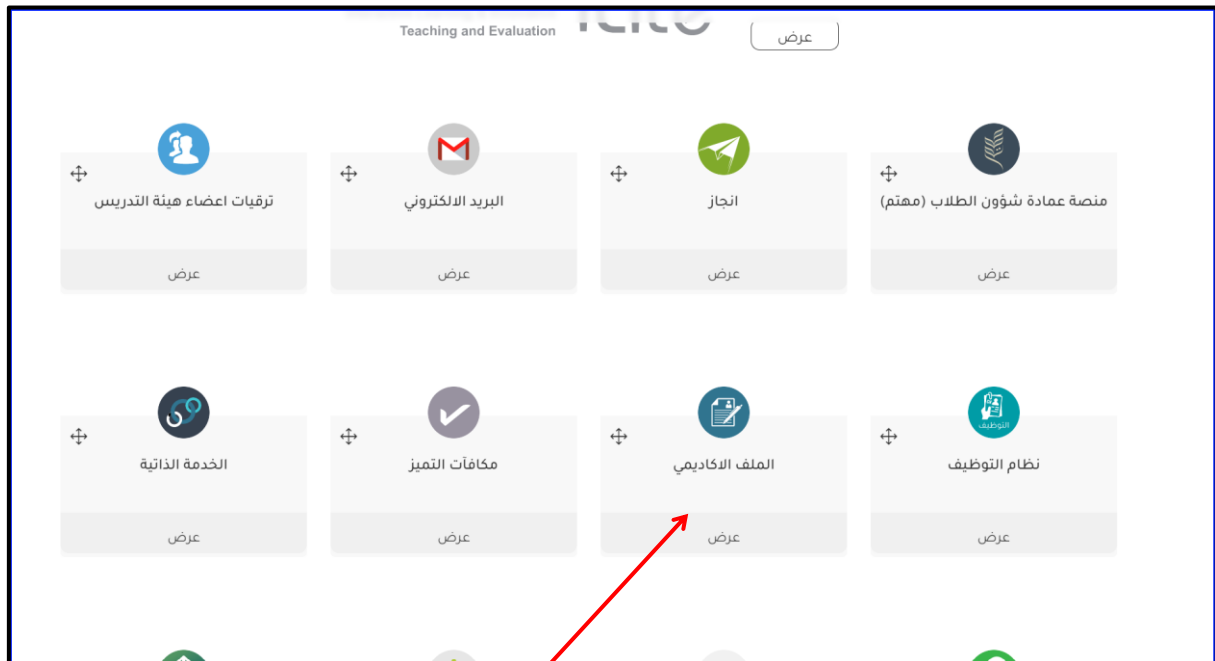 Teaching and Evaluation
عرض
منصة عمادة شؤون الطلاب (مهتم)
عرض
انجاز
عرض
البريد الالكتروني
عرض
ترقيات اعضاء هيئة التدريس
عرض
التوظيف
نظام التوظيف
عرض
الملف الاكاديمي
عرض
مكافآت التميز
عرض
الخدمة الذاتية
عرض